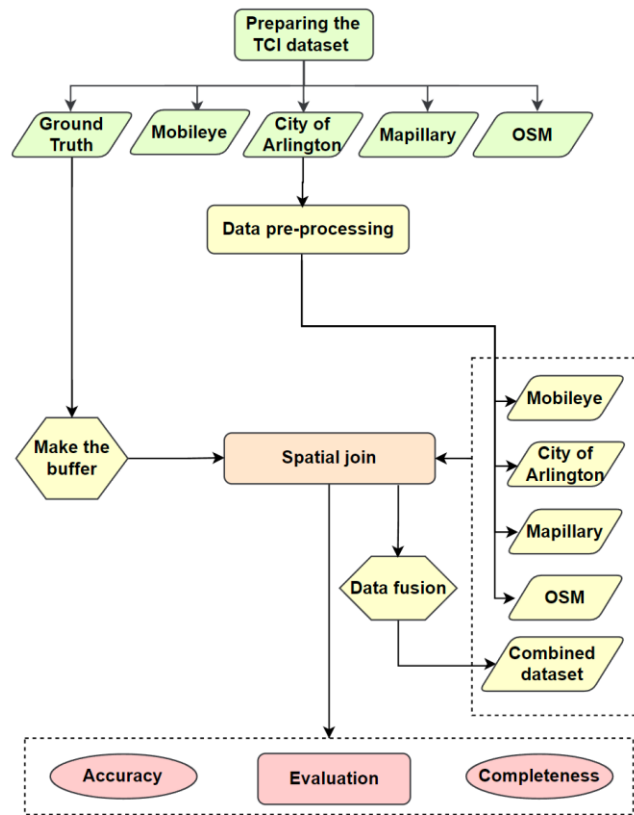 Preparing the
TCI dataset
Ground
Truth
Mobileye
City of
Arlington
Mapillary
OSM
Data pre-processing
Mobileye
City of
Arlington
Mapillary
OSM
Combined
dataset
Make the
buffer
Spatial join
Data fusion
Accuracy
Evaluation
Completeness